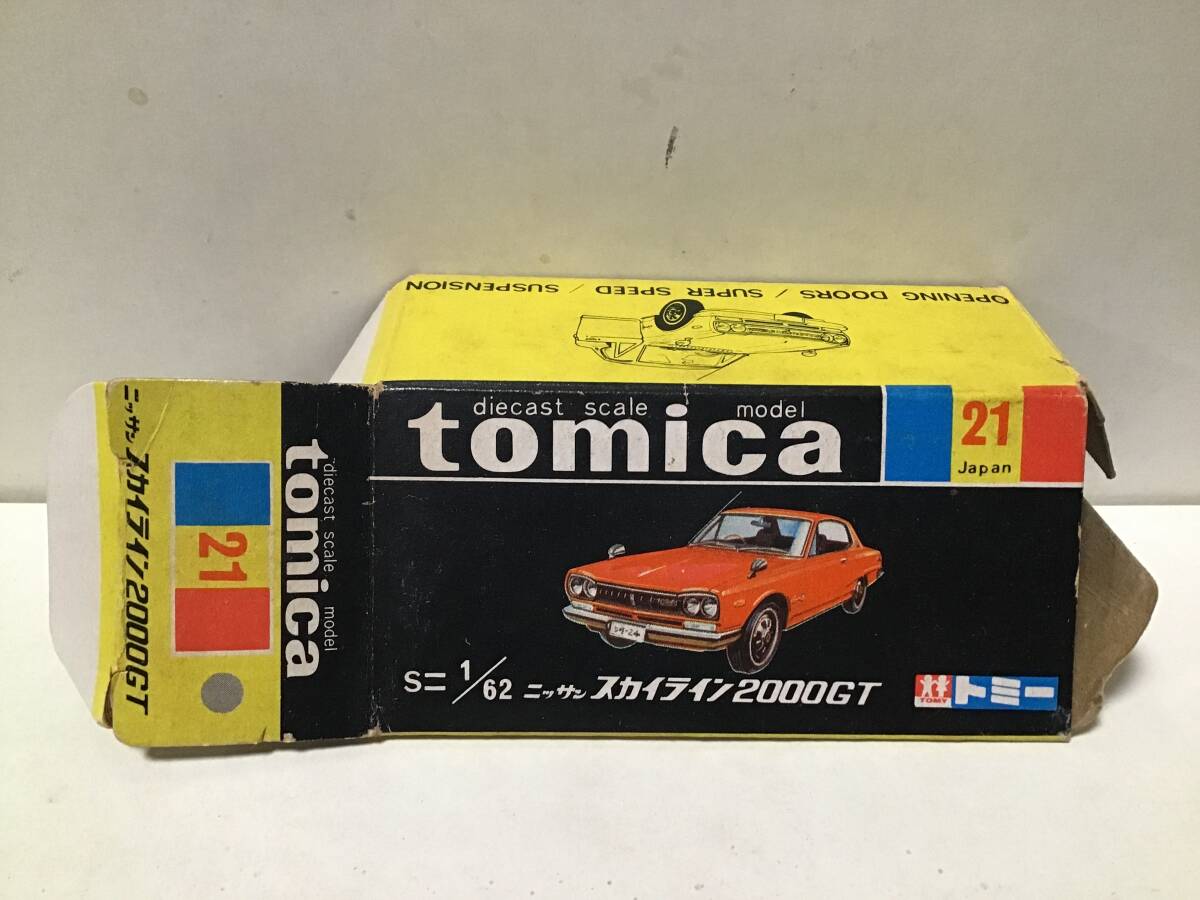 OPENING DOORS / SUPER SPEED / SUSPENSION
diecast scale model
tomica
21
Japan
S= 1/62 ニッサン スカイライン2000GT
TOMY トミー
diecast scale model
tomica
21
ニッサン スカイライン2000GT